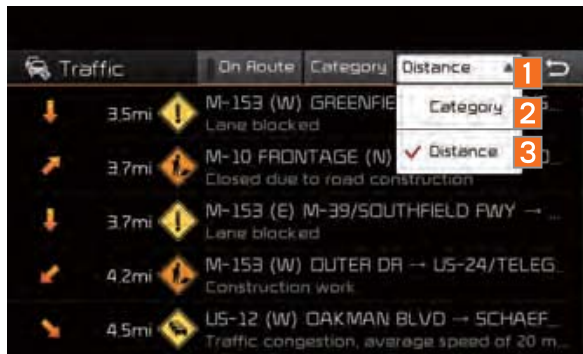 Traffic On Route Category Distance 1
3.5mi M-153 (W) GREENFIE
Lane blocked
Category 2
3.7mi M-10 FRONTAGE (N)
Closed due to road construction
Distance 3
3.7mi M-153 (E) M-39/SOUTHFIELD FWY → ...
Lane blocked
4.2mi M-153 (W) OUTER DR → US-24/TELEG...
Construction work
4.5mi US-12 (W) OAKMAN BLVD → SCHAEF...
Traffic congestion, average speed of 20 m...